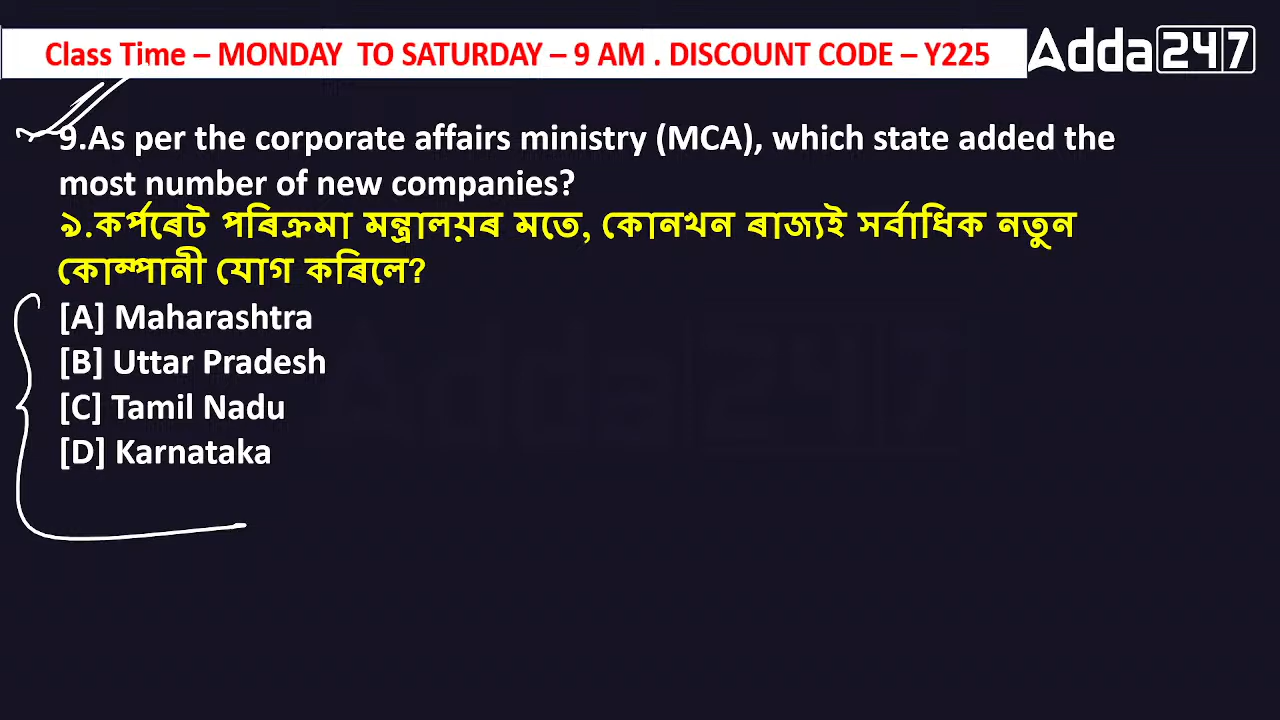 Class Time – MONDAY TO SATURDAY – 9 AM . DISCOUNT CODE – Y225
Adda247
9.As per the corporate affairs ministry (MCA), which state added the
most number of new companies?
৯.কৰ্পৰেট পৰিক্ৰমা মন্ত্ৰালয়ৰ মতে, কোনখন ৰাজ্যই সৰ্বাধিক নতুন
কোম্পানী যোগ কৰিলে?
[A] Maharashtra
[B] Uttar Pradesh
[C] Tamil Nadu
[D] Karnataka
Adda247